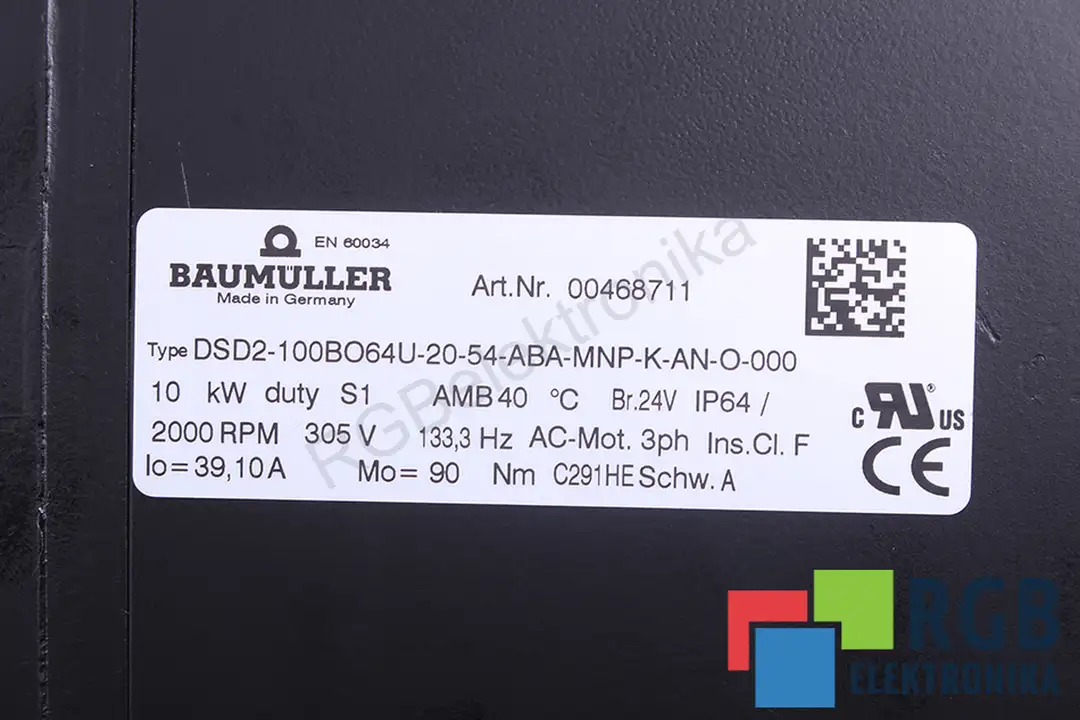 EN 60034
BAUMÜLLER
Made in Germany
Art.Nr. 00468711
Type DSD2-100BO64U-20-54-ABA-MNP-K-AN-O-000
10 kW duty S1 AMB 40 °C Br.24V IP64 /
2000 RPM 305 V 133,3 Hz AC-Mot. 3ph Ins.Cl. F
Io= 39,10 A Mo= 90 Nm C291HE Schw. A
C RU® US
CE
RGBelektronika
RGB
ELEKTRONIKA